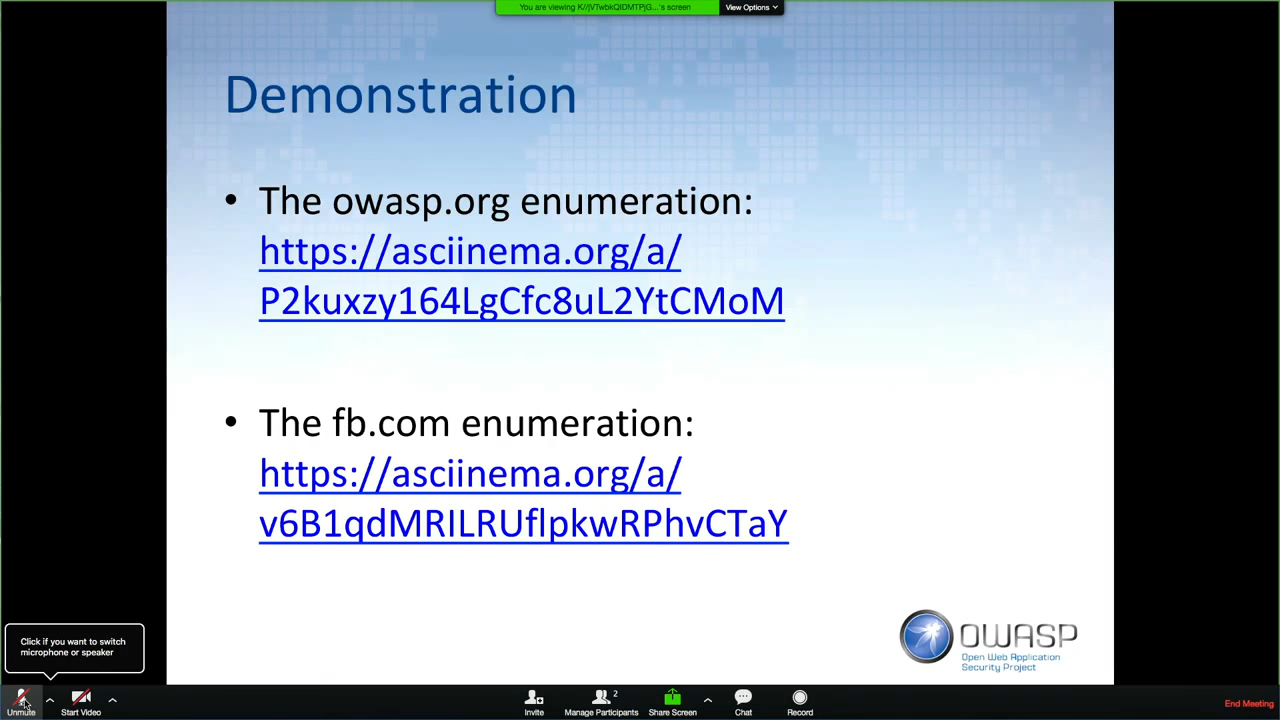 You are viewing K//jVTwbkQIDMTPjG...'s screen
View Options
Demonstration
• The owasp.org enumeration:
https://asciinema.org/a/
P2kuxzy164LgCfc8uL2YtCMoM
• The fb.com enumeration:
https://asciinema.org/a/
v6B1qdMRILRUflpkwRPhvCTaY
OWASP
Open Web Application
Security Project
Click if you want to switch
microphone or speaker
Unmute
Start Video
Invite
2
Manage Participants
Share Screen
Chat
Record
End Meeting